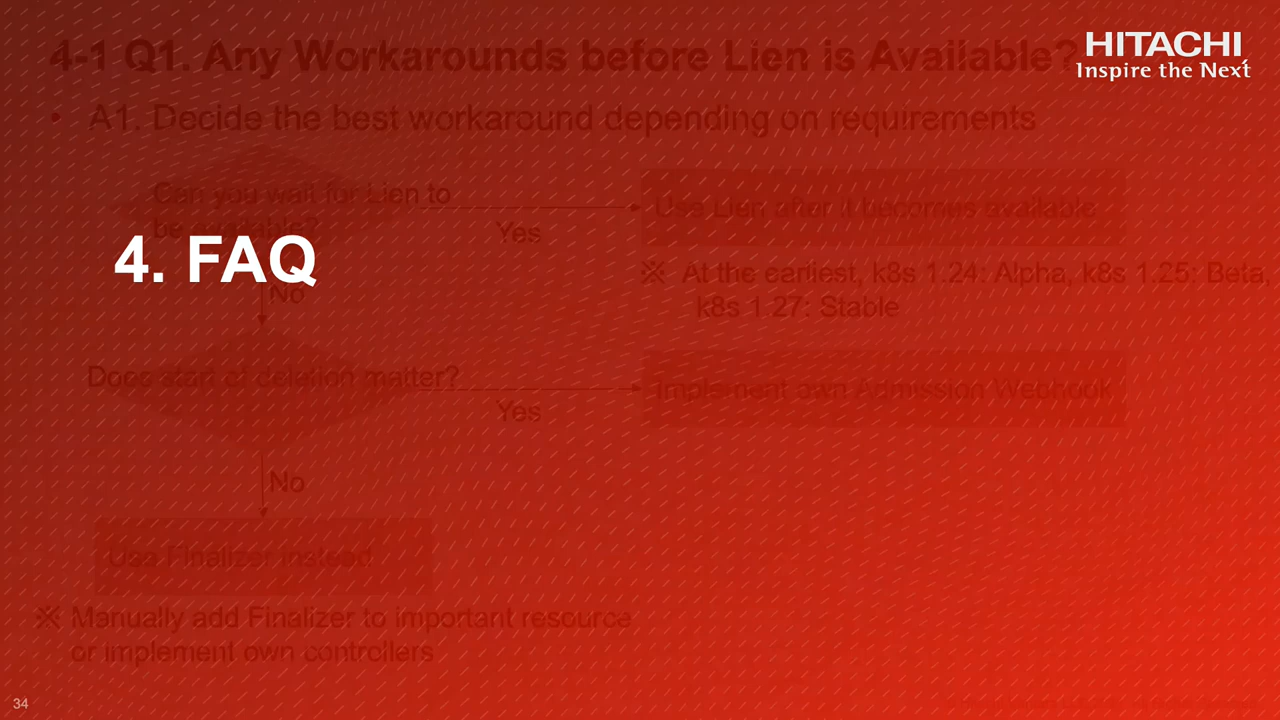 4-1 Q1. Any Workarounds before Lien is Available?
HITACHI
Inspire the Next
• A1. Decide the best workaround depending on requirements
Can you wait for Lien to
be available?
Yes
Use Lien after it becomes available
4. FAQ
No
※ At the earliest, k8s 1.24: Alpha, k8s 1.25: Beta,
k8s 1.27: Stable
Does start of deletion matter?
Yes
Implement own Admission Webhook
No
Use Finalizer instead
※ Manually add Finalizer to important resource
or implement own controllers
34